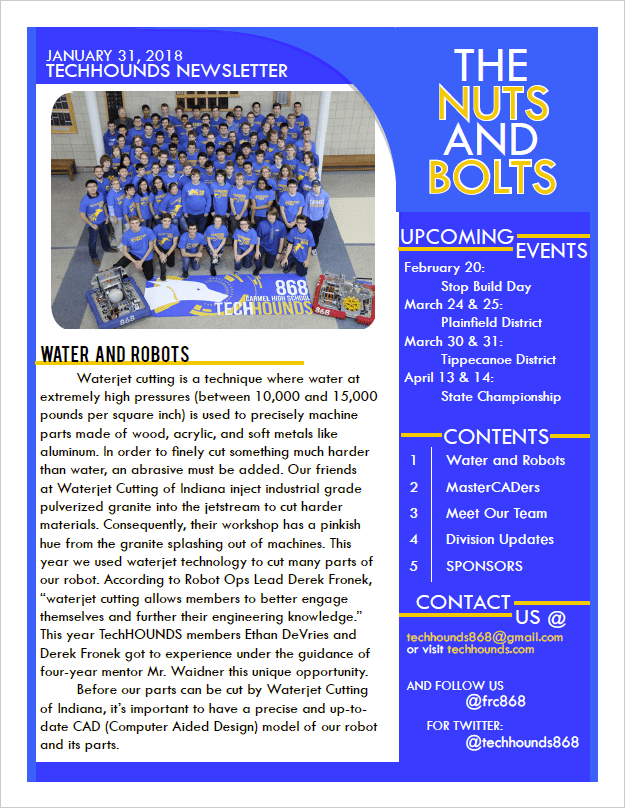 JANUARY 31, 2018
TECHHOUNDS NEWSLETTER
THE
NUTS
AND
BOLTS
868
CARMEL HIGH SCHOOL
TECHHOUNDS
868
868
WATER AND ROBOTS
Waterjet cutting is a technique where water at
extremely high pressures (between 10,000 and 15,000
pounds per square inch) is used to precisely machine
parts made of wood, acrylic, and soft metals like
aluminum. In order to finely cut something much harder
than water, an abrasive must be added. Our friends
at Waterjet Cutting of Indiana inject industrial grade
pulverized granite into the jetstream to cut harder
materials. Consequently, their workshop has a pinkish
hue from the granite splashing out of machines. This
year we used waterjet technology to cut many parts of
our robot. According to Robot Ops Lead Derek Fronek,
“waterjet cutting allows members to better engage
themselves and further their engineering knowledge.”
This year TechHOUNDS members Ethan DeVries and
Derek Fronek got to experience under the guidance of
four-year mentor Mr. Waidner this unique opportunity.
Before our parts can be cut by Waterjet Cutting
of Indiana, it’s important to have a precise and up-to-
date CAD (Computer Aided Design) model of our robot
and its parts.
UPCOMING
EVENTS
February 20:
Stop Build Day
March 24 & 25:
Plainfield District
March 30 & 31:
Tippecanoe District
April 13 & 14:
State Championship
CONTENTS
1 Water and Robots
2 MasterCADers
3 Meet Our Team
4 Division Updates
5 SPONSORS
CONTACT
US @
techhounds868@gmail.com
or visit techhounds.com
AND FOLLOW US
@frc868
FOR TWITTER:
@techhounds868